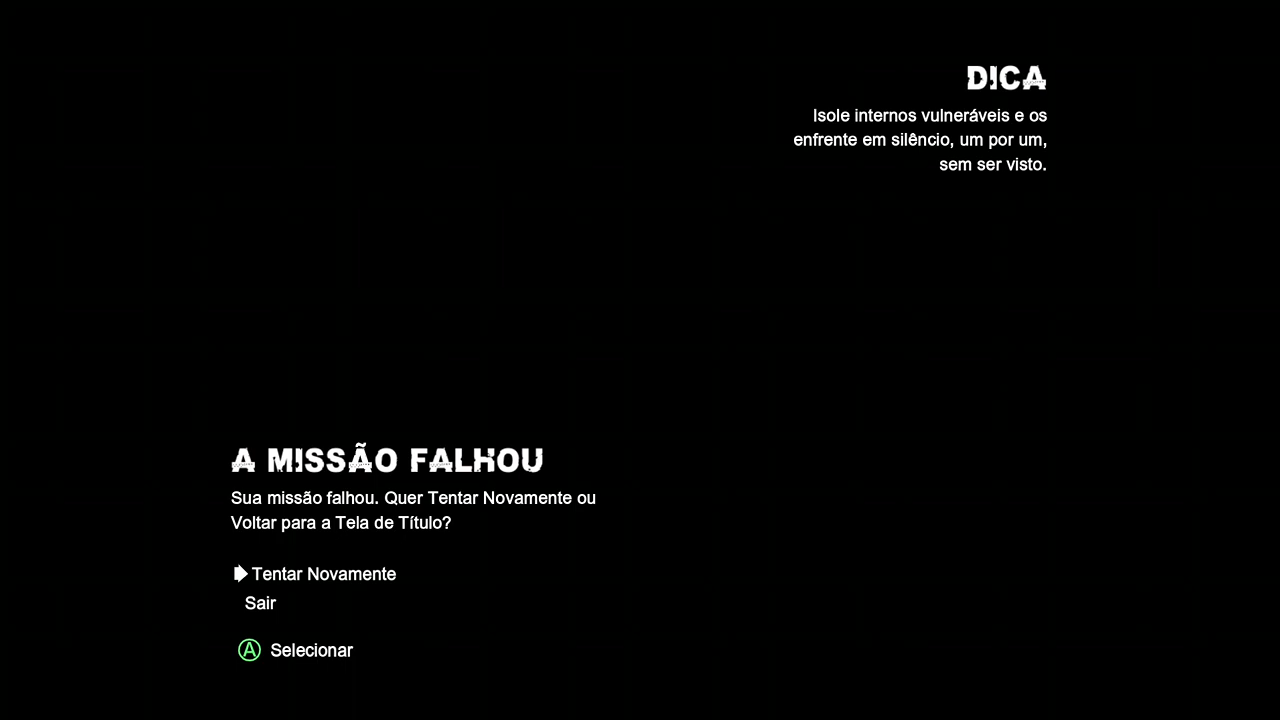 DICA
Isole internos vulneráveis e os
enfrente em silêncio, um por um,
sem ser visto.
A MISSÃO FALHOU
Sua missão falhou. Quer Tentar Novamente ou
Voltar para a Tela de Título?
Tentar Novamente
Sair
A Selecionar